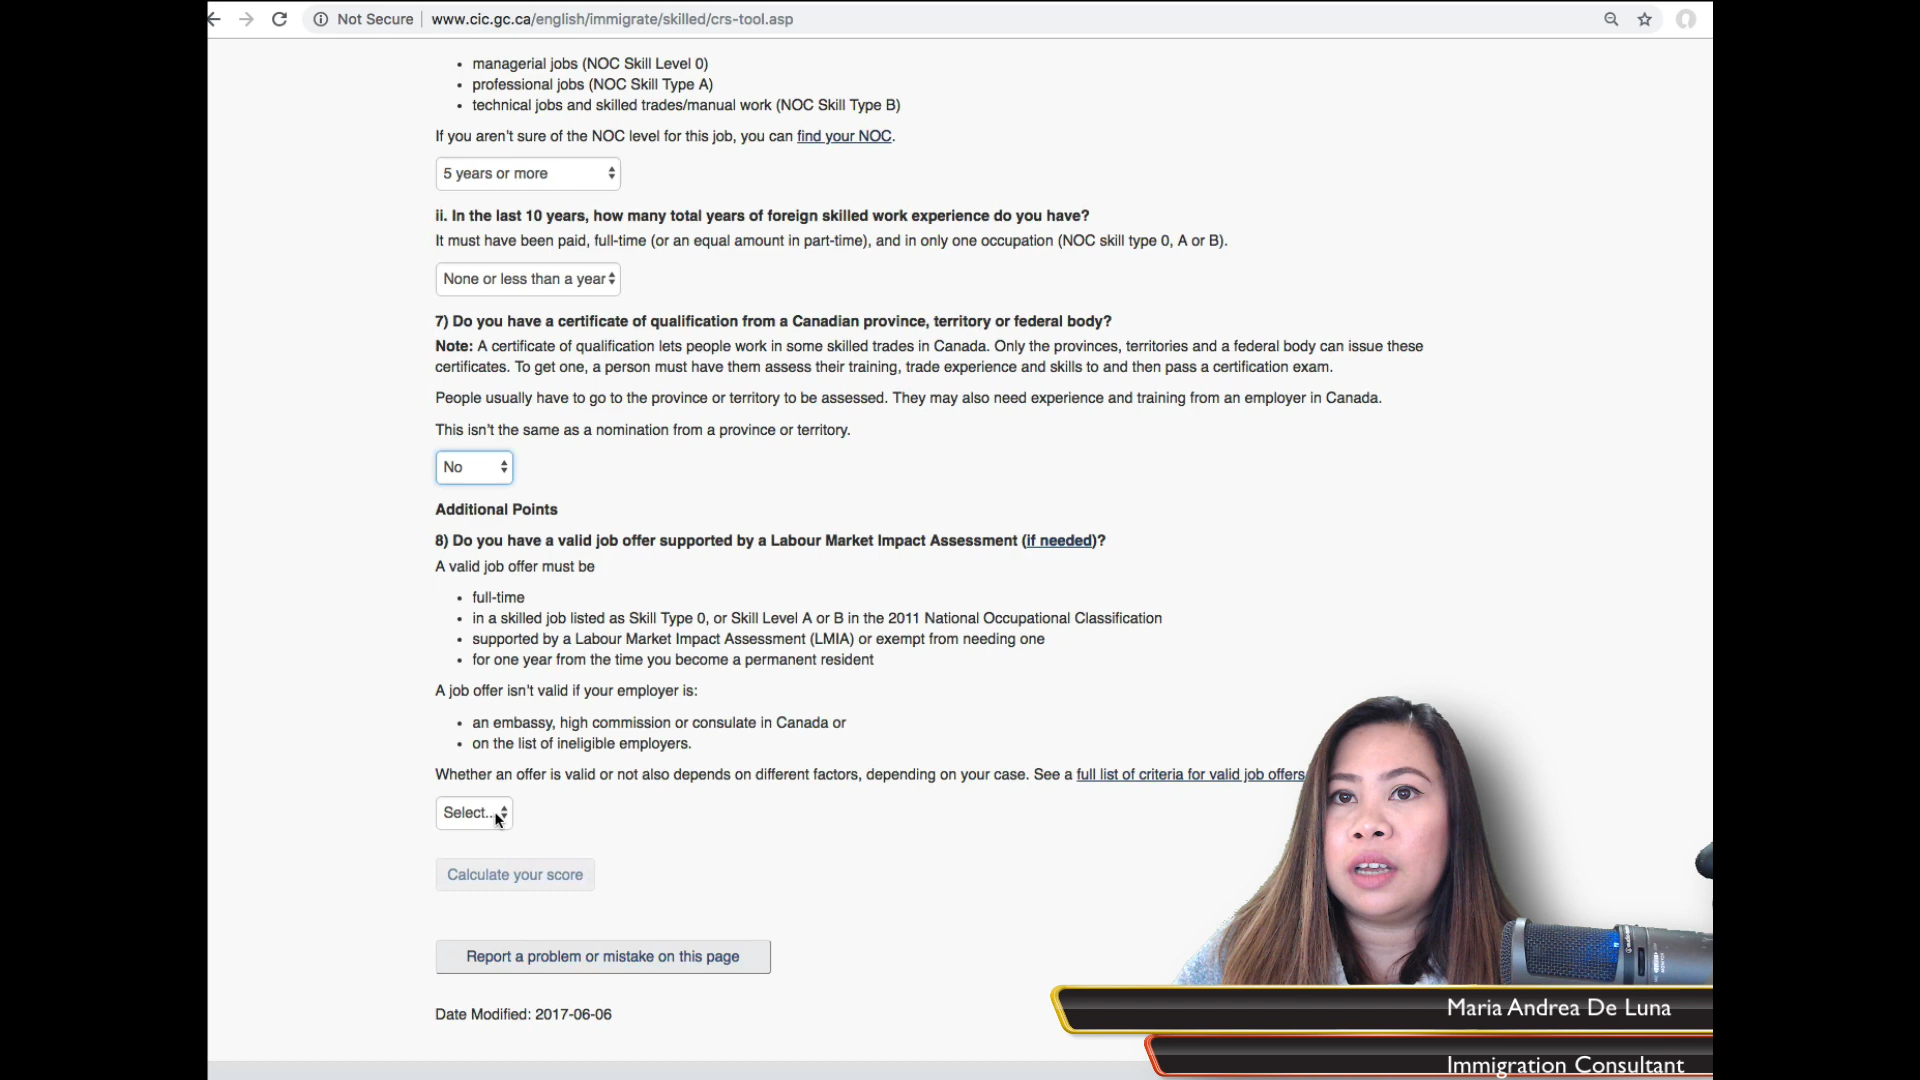 Not Secure | www.cic.gc.ca/english/immigrate/skilled/crs-tool.asp
• managerial jobs (NOC Skill Level 0)
• professional jobs (NOC Skill Type A)
• technical jobs and skilled trades/manual work (NOC Skill Type B)
If you aren't sure of the NOC level for this job, you can find your NOC.
5 years or more
ii. In the last 10 years, how many total years of foreign skilled work experience do you have?
It must have been paid, full-time (or an equal amount in part-time), and in only one occupation (NOC skill type 0, A or B).
None or less than a year
7) Do you have a certificate of qualification from a Canadian province, territory or federal body?
Note: A certificate of qualification lets people work in some skilled trades in Canada. Only the provinces, territories and a federal body can issue these
certificates. To get one, a person must have them assess their training, trade experience and skills to and then pass a certification exam.
People usually have to go to the province or territory to be assessed. They may also need experience and training from an employer in Canada.
This isn't the same as a nomination from a province or territory.
No
Additional Points
8) Do you have a valid job offer supported by a Labour Market Impact Assessment (if needed)?
A valid job offer must be
• full-time
• in a skilled job listed as Skill Type 0, or Skill Level A or B in the 2011 National Occupational Classification
• supported by a Labour Market Impact Assessment (LMIA) or exempt from needing one
• for one year from the time you become a permanent resident
A job offer isn't valid if your employer is:
• an embassy, high commission or consulate in Canada or
• on the list of ineligible employers.
Whether an offer is valid or not also depends on different factors, depending on your case. See a full list of criteria for valid job offers
Select...
Calculate your score
Report a problem or mistake on this page
Date Modified: 2017-06-06
Maria Andrea De Luna
Immigration Consultant